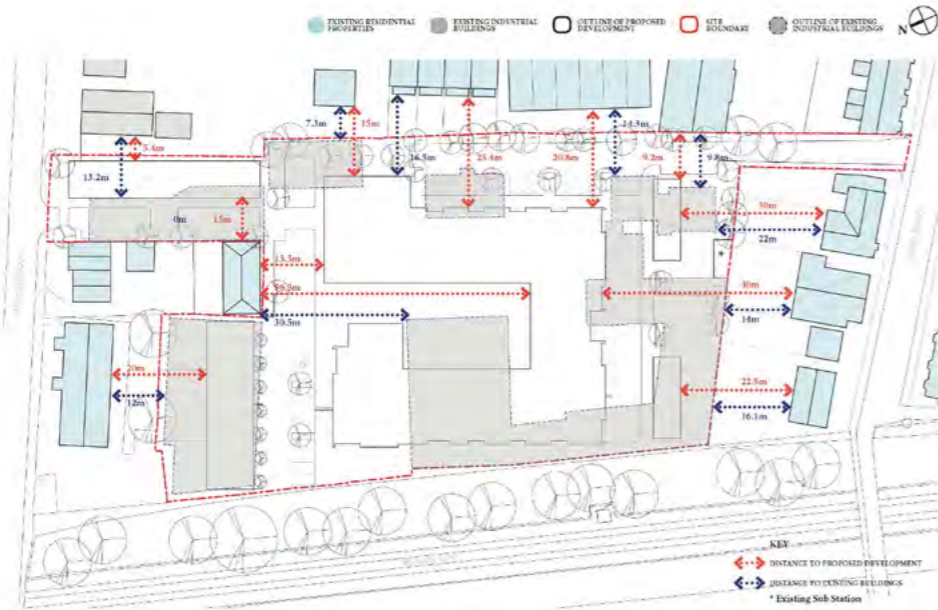 EXISTING RESIDENTIAL PROPERTIES
EXISTING INDUSTRIAL BUILDINGS
OUTLINE OF PROPOSED DEVELOPMENT
SITE BOUNDARY
OUTLINE OF EXISTING INDUSTRIAL BUILDINGS
N
7.3m
15m
5.4m
16.5m
25.4m
20.8m
9.2m
9.8m
13.2m
0m
15m
30m
22m
*
13.3m
40m
30.5m
14m
20m
12m
22.5m
16.1m
KEY
DISTANCE TO PROPOSED DEVELOPMENT
DISTANCE TO EXISTING BUILDINGS
* Existing Sub Station